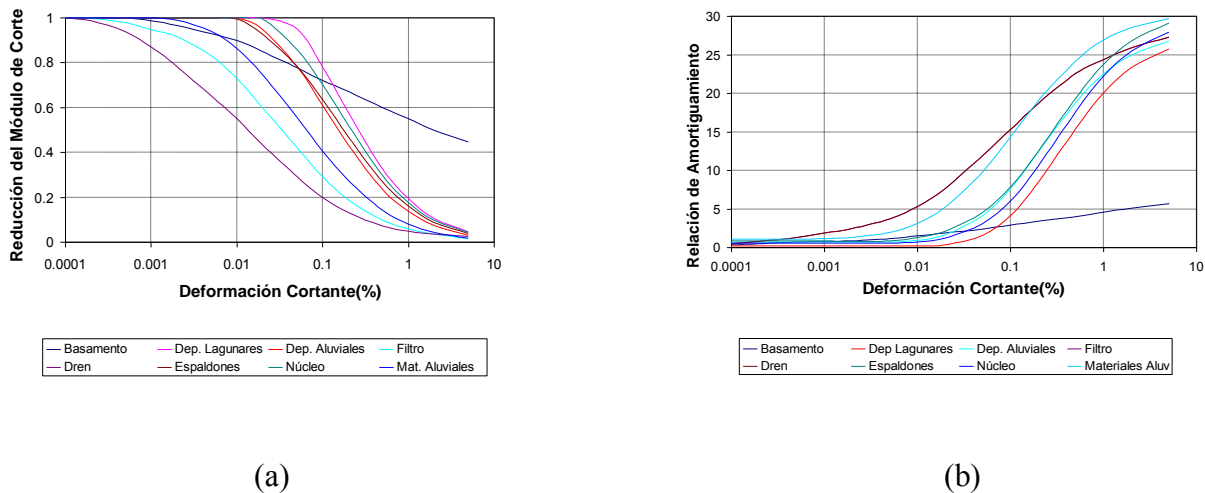 1
0.8
0.6
0.4
0.2
0
0.0001 0.001 0.01 0.1 1 10
Reducción del Módulo de Corte
Deformación Cortante(%)
Basamento Dep. Lagunares Dep. Aluviales Filtro
Dren Espaldones Núcleo Mat. Aluviales
(a)
30
25
20
15
10
5
0
0.0001 0.001 0.01 0.1 1 10
Relación de Amortiguamiento
Deformación Cortante(%)
Basamento Dep Lagunares Dep. Aluviales Filtro
Dren Espaldones Núcleo Materiales Aluv
(b)